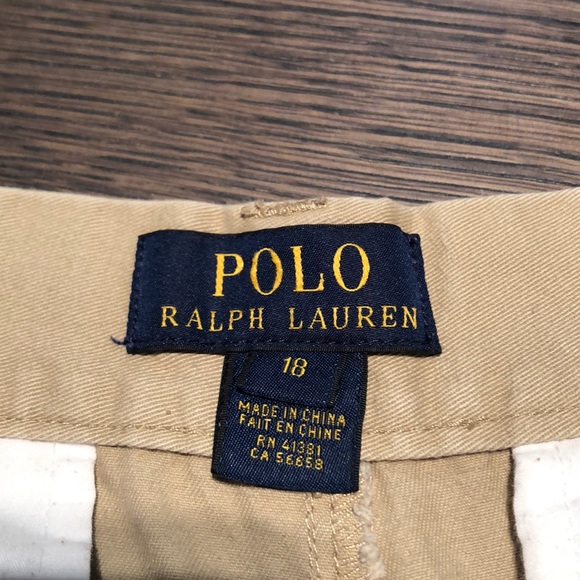 POLO
RALPH LAUREN
18
MADE IN CHINA
FAIT EN CHINE
RN 41381
CA 56658